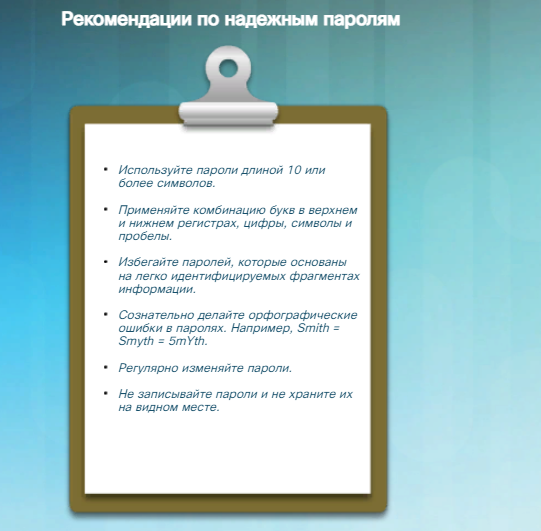 Рекомендации по надежным паролям
▪ Используйте пароли длиной 10 или
более символов.
▪ Применяйте комбинацию букв в верхнем
и нижнем регистрах, цифры, символы и
пробелы.
▪ Избегайте паролей, которые основаны
на легко идентифицируемых фрагментах
информации.
▪ Сознательно делайте орфографические
ошибки в паролях. Например, Smith =
Smyth = 5mYth.
▪ Регулярно изменяйте пароли.
▪ Не записывайте пароли и не храните их
на видном месте.